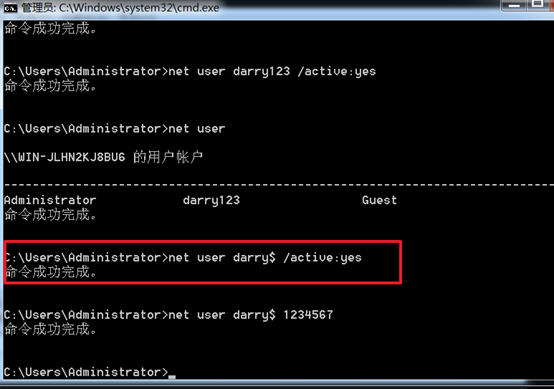 管理员: C:\Windows\system32\cmd.exe
命令成功完成。
C:\Users\Administrator>net user darry123 /active:yes
命令成功完成。
C:\Users\Administrator>net user
\\WIN-JLHN2KJ8BU6 的用户帐户
-------------------------------------------------------------------------------
Administrator darry123 Guest
命令成功完成。
C:\Users\Administrator>net user darry$ /active:yes
命令成功完成。
C:\Users\Administrator>net user darry$ 1234567
命令成功完成。
C:\Users\Administrator>_